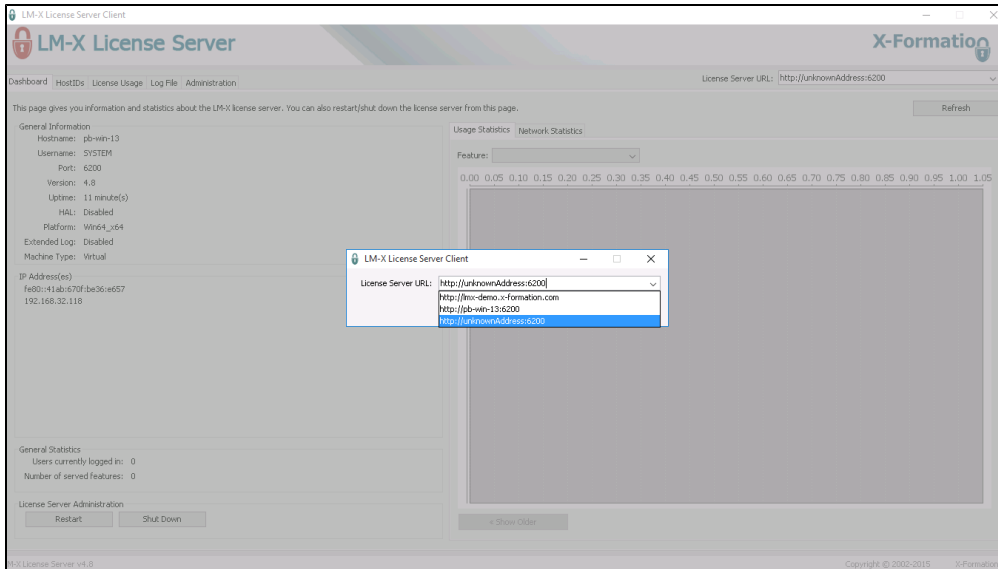 LM-X License Server Client
LM-X License Server
X-Formation
Dashboard HostIDs License Usage Log File Administration
License Server URL: http://unknownAddress:6200
This page gives you information and statistics about the LM-X license server. You can also restart/shut down the license server from this page.
Refresh
General Information
Hostname: pb-win-13
Username: SYSTEM
Port: 6200
Version: 4.8
Uptime: 11 minute(s)
HAL: Disabled
Platform: Win64_x64
Extended Log: Disabled
Machine Type: Virtual
IP Address(es)
fe80::41ab:670f:be36:e657
192.168.32.118
General Statistics
Users currently logged in: 0
Number of served features: 0
License Server Administration
Restart Shut Down
Usage Statistics Network Statistics
Feature:
0.00 0.05 0.10 0.15 0.20 0.25 0.30 0.35 0.40 0.45 0.50 0.55 0.60 0.65 0.70 0.75 0.80 0.85 0.90 0.95 1.00 1.05
« Show Older
LM-X License Server Client
License Server URL: http://unknownAddress:6200
http://lmx-demo.x-formation.com
http://pb-win-13:6200
http://unknownAddress:6200
M-X License Server v4.8
Copyright © 2002-2015 X-Formation